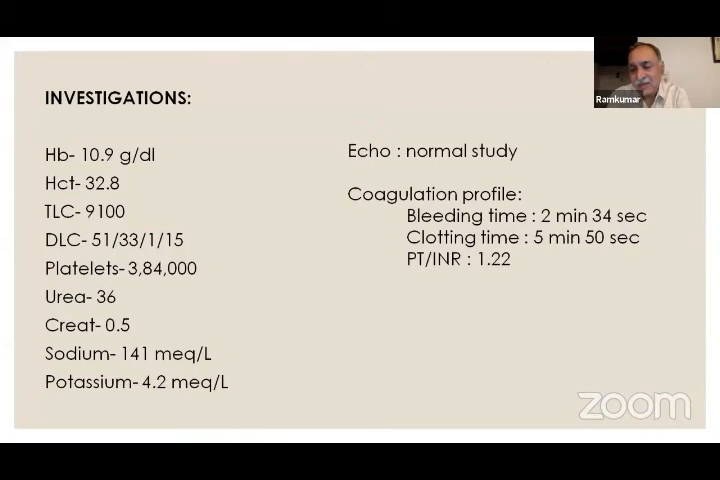 Ramkumar
INVESTIGATIONS:
Hb- 10.9 g/dl
Hct- 32.8
TLC- 9100
DLC- 51/33/1/15
Platelets- 3,84,000
Urea- 36
Creat- 0.5
Sodium- 141 meq/L
Potassium- 4.2 meq/L
Echo : normal study
Coagulation profile:
Bleeding time : 2 min 34 sec
Clotting time : 5 min 50 sec
PT/INR : 1.22
zoom